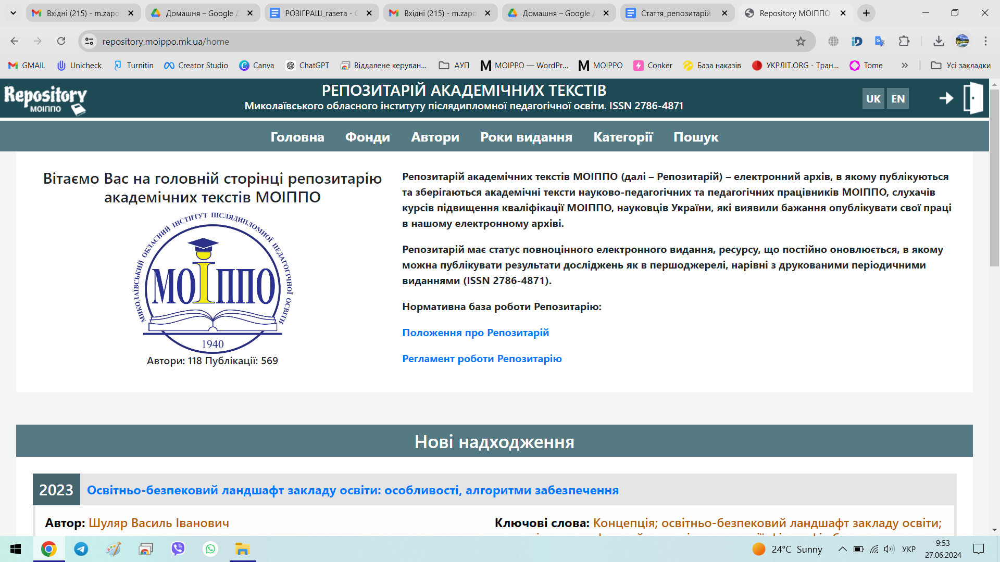 Вхідні (215) - m.zapo
Домашня – Google Д
РОЗІГРАШ_газета - G
Вхідні (215) - m.zapo
Домашня – Google Д
Стаття_репозитарій
Repository МОІППО
repository.moippo.mk.ua/home
GMAIL
Unicheck
Turnitin
Creator Studio
Canva
ChatGPT
Віддалене керуван...
АУП
MOIPPO — WordPr...
MOIPPO
Conker
База наказів
УКРЛІТ.ORG - Тран...
Tome
»
Усі закладки
Repository
МОІППО
РЕПОЗИТАРІЙ АКАДЕМІЧНИХ ТЕКСТІВ
Миколаївського обласного інституту післядипломної педагогічної освіти. ISSN 2786-4871
UK EN
Головна Фонди Автори Роки видання Категорії Пошук
Вітаємо Вас на головній сторінці репозитарію
академічних текстів МОІППО
МИКОЛАЇВСЬКИЙ ОБЛАСНИЙ ІНСТИТУТ ПІСЛЯДИПЛОМНОЇ ПЕДАГОГІЧНОЇ ОСВІТИ
МОІППО
1940
Автори: 118 Публікації: 569
Репозитарій академічних текстів МОІППО (далі – Репозитарій) – електронний архів, в якому публікуються
та зберігаються академічні тексти науково-педагогічних та педагогічних працівників МОІППО, слухачів
курсів підвищення кваліфікації МОІППО, науковців України, які виявили бажання опублікувати свої праці
в нашому електронному архіві.
Репозитарій має статус повноцінного електронного видання, ресурсу, що постійно оновлюється, в якому
можна публікувати результати досліджень як в першоджерелі, нарівні з друкованими періодичними
виданнями (ISSN 2786-4871).
Нормативна база роботи Репозитарію:
Положення про Репозитарій
Регламент роботи Репозитарію
Нові надходження
2023 Освітньо-безпековий ландшафт закладу освіти: особливості, алгоритми забезпечення
Автор: Шуляр Василь Іванович
Ключові слова: Концепція; освітньо-безпековий ландшафт закладу освіти;
24°C Sunny
УКР
9:53
27.06.2024